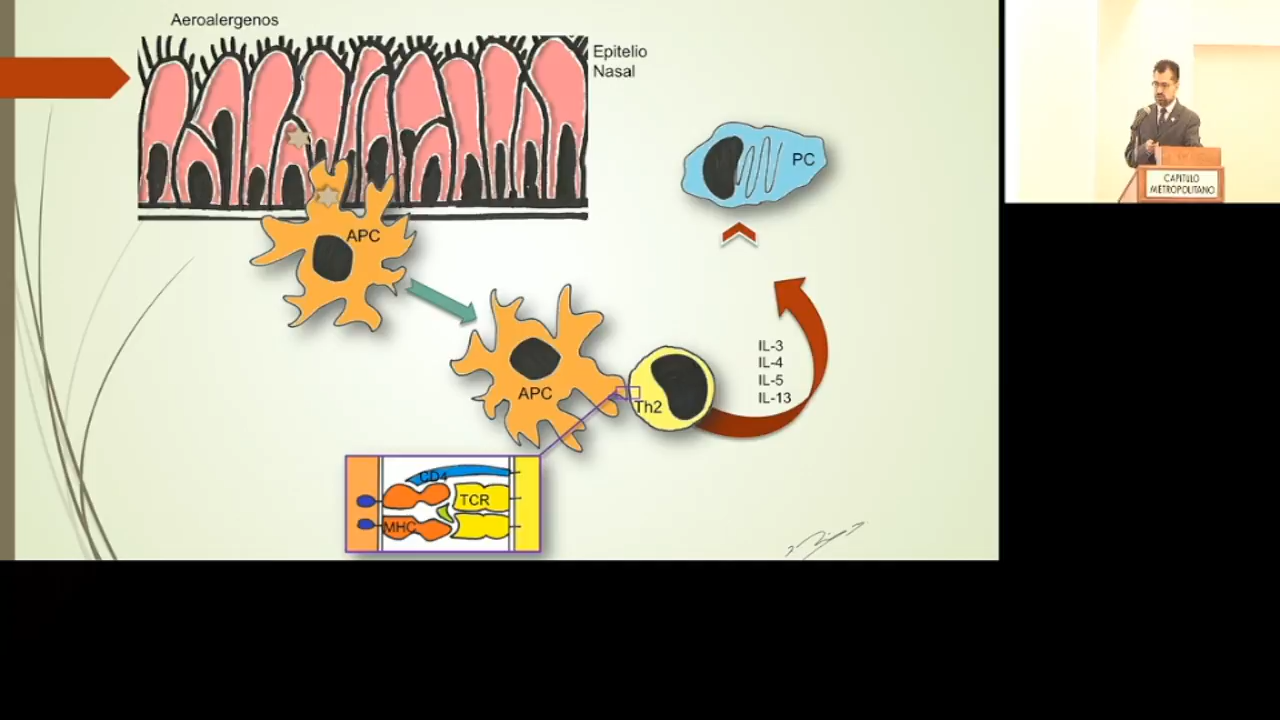 Aeroalergenos
Epitelio
Nasal
PC
APC
IL-3
IL-4
IL-5
IL-13
APC
Th2
CD4
TCR
MHC
CAPITULO
METROPOLITANO